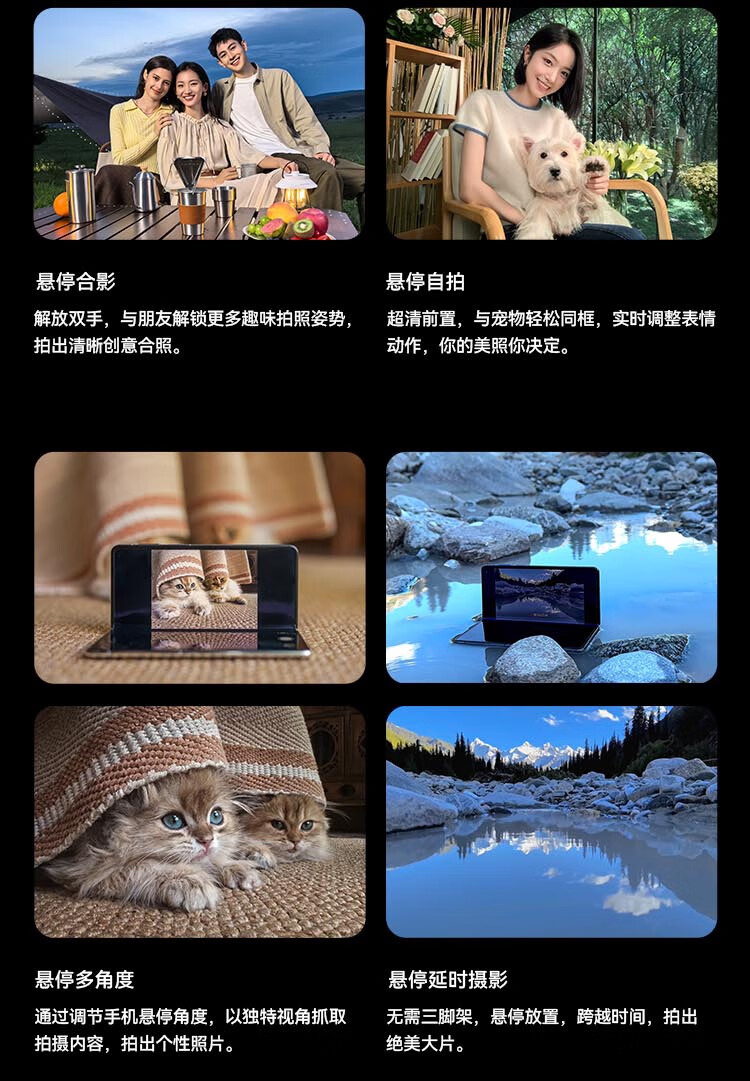 悬停合影
解放双手，与朋友解锁更多趣味拍照姿势，
拍出清晰创意合照。
悬停自拍
超清前置，与宠物轻松同框，实时调整表情
动作，你的美照你决定。
悬停多角度
通过调节手机悬停角度，以独特视角抓取
拍摄内容，拍出个性照片。
悬停延时摄影
无需三脚架，悬停放置，跨越时间，拍出
绝美大片。